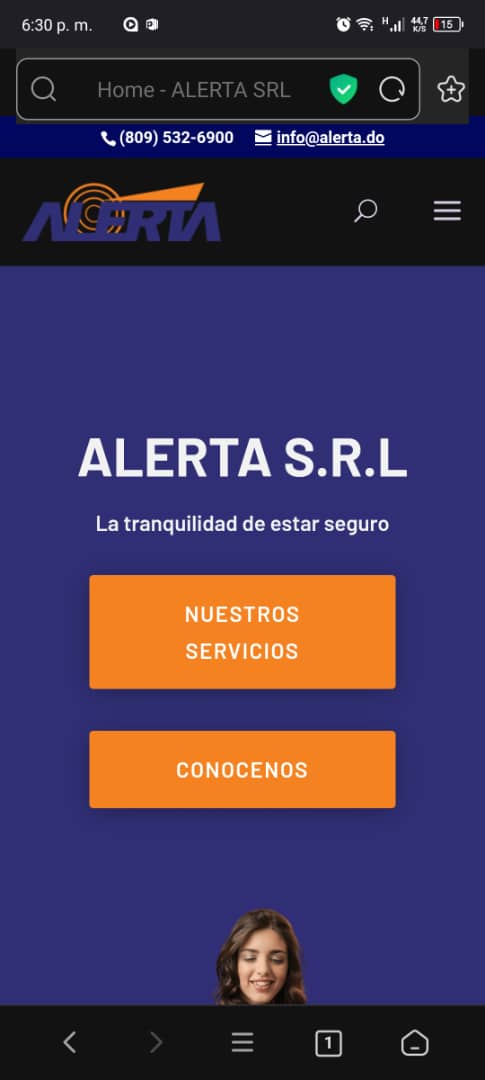 6:30 p. m.
H 44,7 K/S 15
Home - ALERTA SRL
(809) 532-6900 info@alerta.do
ALERTA
ALERTA S.R.L
La tranquilidad de estar seguro
NUESTROS
SERVICIOS
CONOCENOS
1